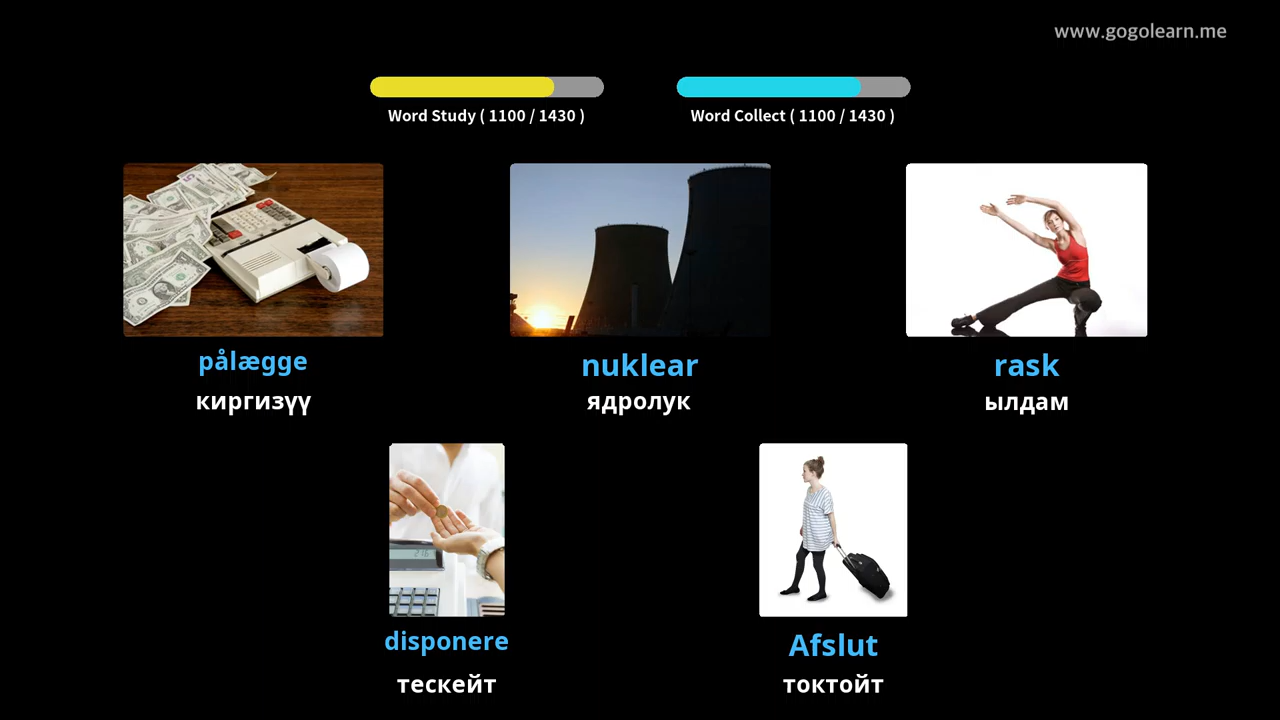 www.gogolearn.me
Word Study ( 1100 / 1430 )
Word Collect ( 1100 / 1430 )
pålægge
киргизүү
nuklear
ядролук
rask
ылдам
disponere
тескейт
Afslut
токтойт